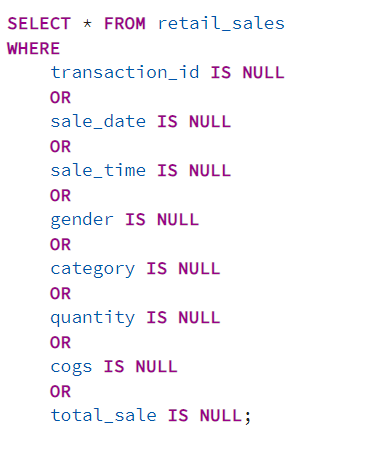 SELECT * FROM retail_sales
WHERE
    transaction_id IS NULL
    OR
    sale_date IS NULL
    OR
    sale_time IS NULL
    OR
    gender IS NULL
    OR
    category IS NULL
    OR
    quantity IS NULL
    OR
    cogs IS NULL
    OR
    total_sale IS NULL;